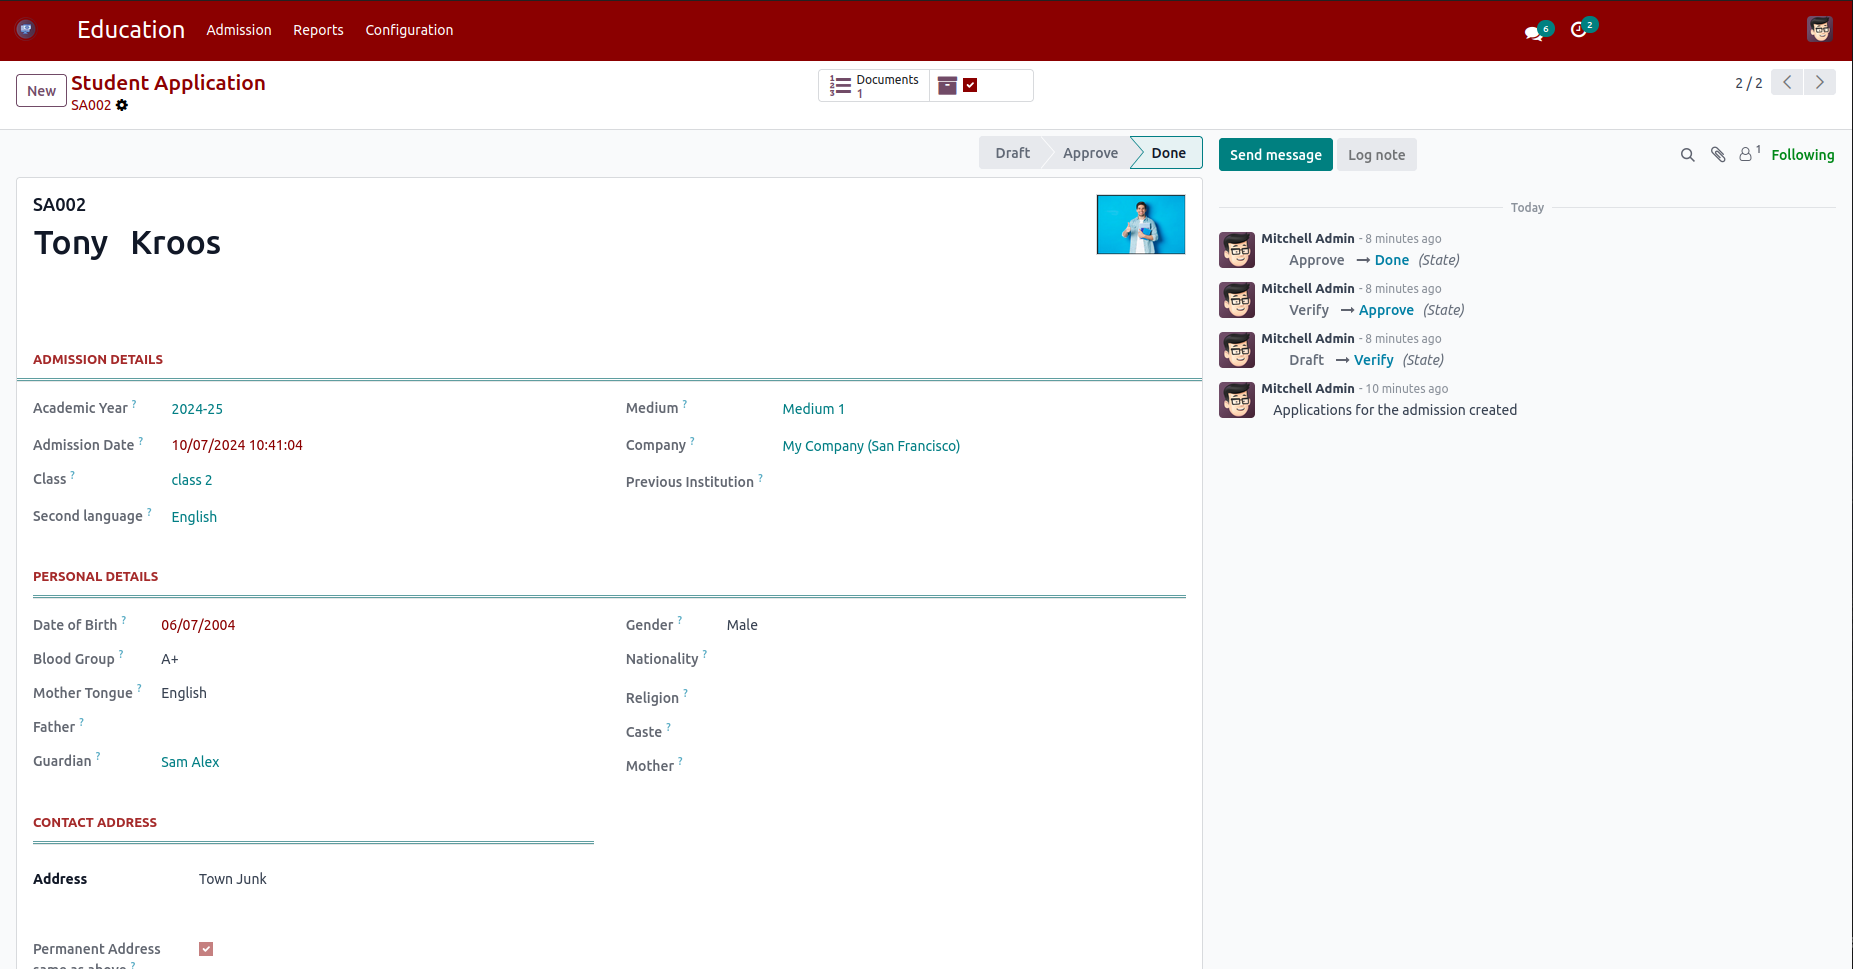 Education Admission Reports Configuration 6 2
New Student Application
SA002
Documents
1
2 / 2
Draft Approve Done
Send message Log note 1 Following
SA002
Tony Kroos
Today
Mitchell Admin - 8 minutes ago
Approve → Done (State)
Mitchell Admin - 8 minutes ago
Verify → Approve (State)
Mitchell Admin - 8 minutes ago
Draft → Verify (State)
Mitchell Admin - 10 minutes ago
Applications for the admission created
ADMISSION DETAILS
Academic Year ? 2024-25
Admission Date ? 10/07/2024 10:41:04
Class ? class 2
Second language ? English
Medium ? Medium 1
Company ? My Company (San Francisco)
Previous Institution ?
PERSONAL DETAILS
Date of Birth ? 06/07/2004
Blood Group ? A+
Mother Tongue ? English
Father ?
Guardian ? Sam Alex
Gender ? Male
Nationality ?
Religion ?
Caste ?
Mother ?
CONTACT ADDRESS
Address Town Junk
Permanent Address
same as above ?